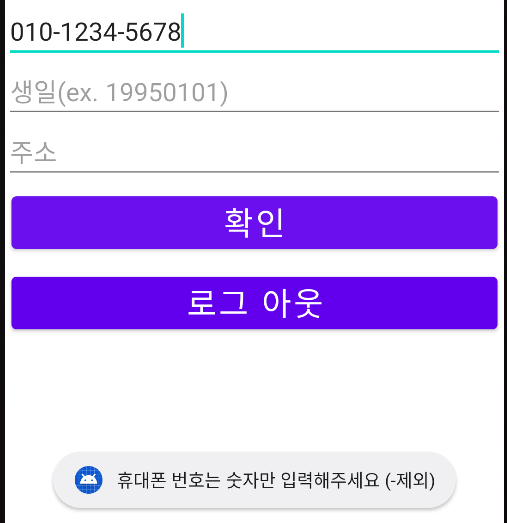 010-1234-5678
생일(ex. 19950101)
주소
확인
로그 아웃
휴대폰 번호는 숫자만 입력해주세요 (-제외)